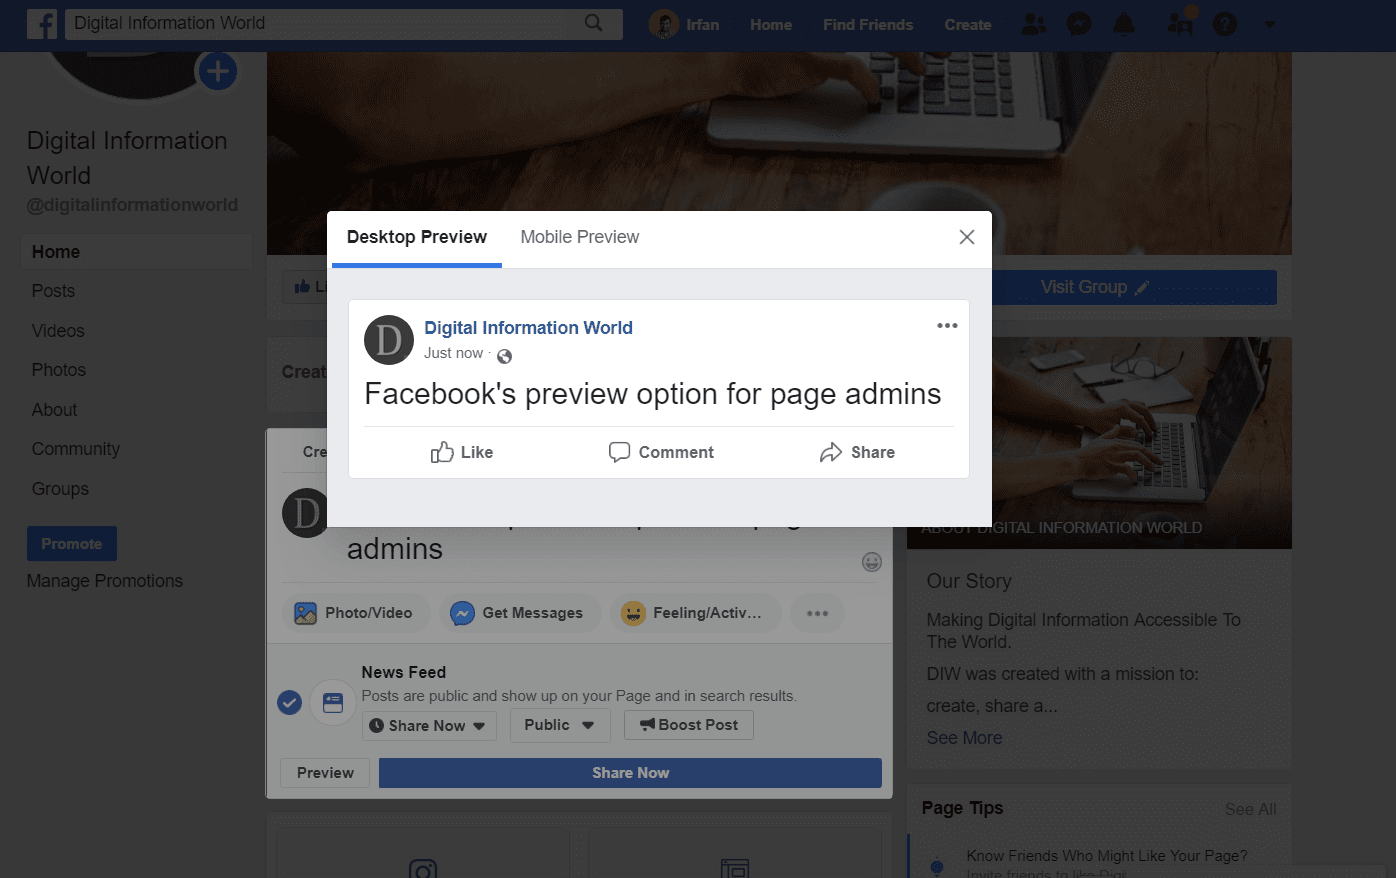 Digital Information World
Irfan
Home
Find Friends
Create
Digital Information
World
@digitalinformationworld
Home
Posts
Videos
Photos
About
Community
Groups
Promote
Manage Promotions
Desktop Preview
Mobile Preview
D
Digital Information World
Just now ·
Facebook's preview option for page admins
Like
Comment
Share
Visit Group
Creat
Cre
D
admins
Photo/Video
Get Messages
Feeling/Activ...
News Feed
Posts are public and show up on your Page and in search results.
Share Now
Public
Boost Post
Preview
Share Now
ABOUT DIGITAL INFORMATION WORLD
Our Story
Making Digital Information Accessible To
The World.
DIW was created with a mission to:
create, share a...
See More
Page Tips
See All
Know Friends Who Might Like Your Page?
Invite friends to like Digi